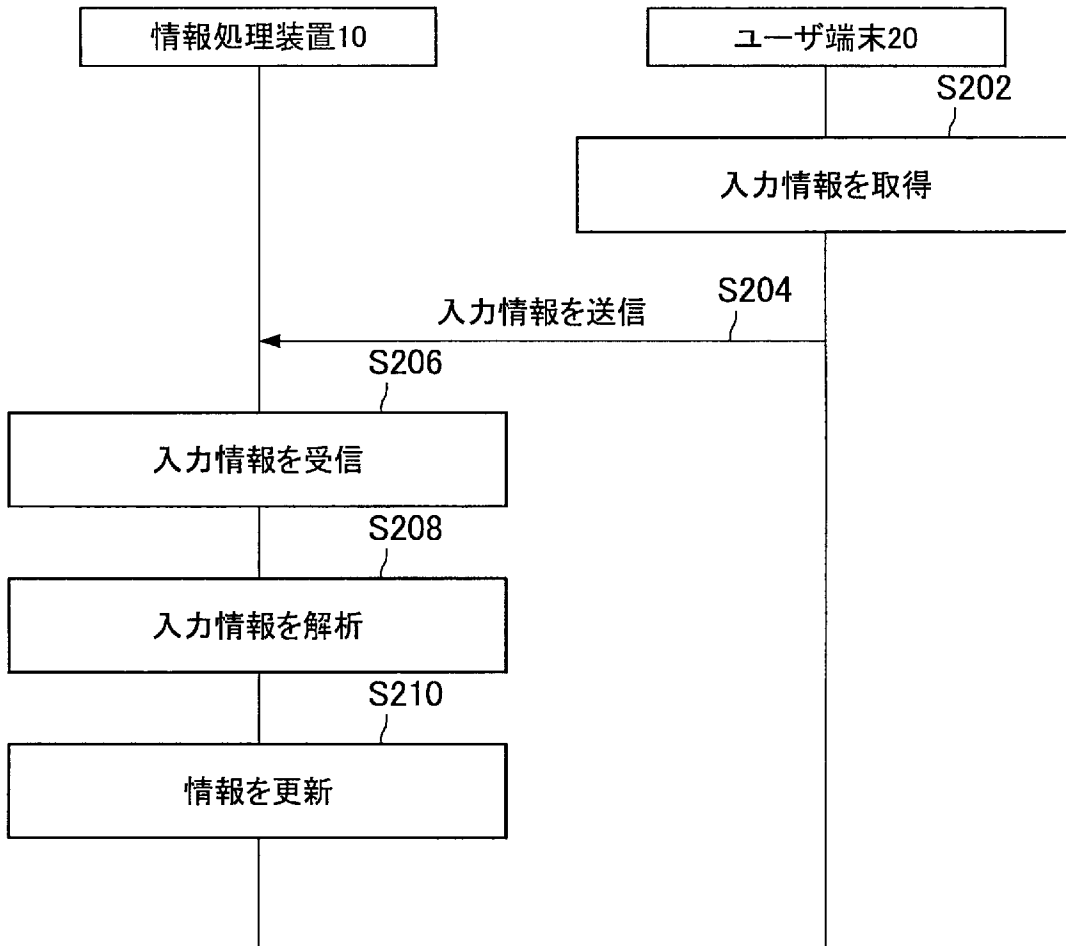 情報処理装置10
ユーザ端末20
S202
入力情報を取得
S204
入力情報を送信
S206
入力情報を受信
S208
入力情報を解析
S210
情報を更新